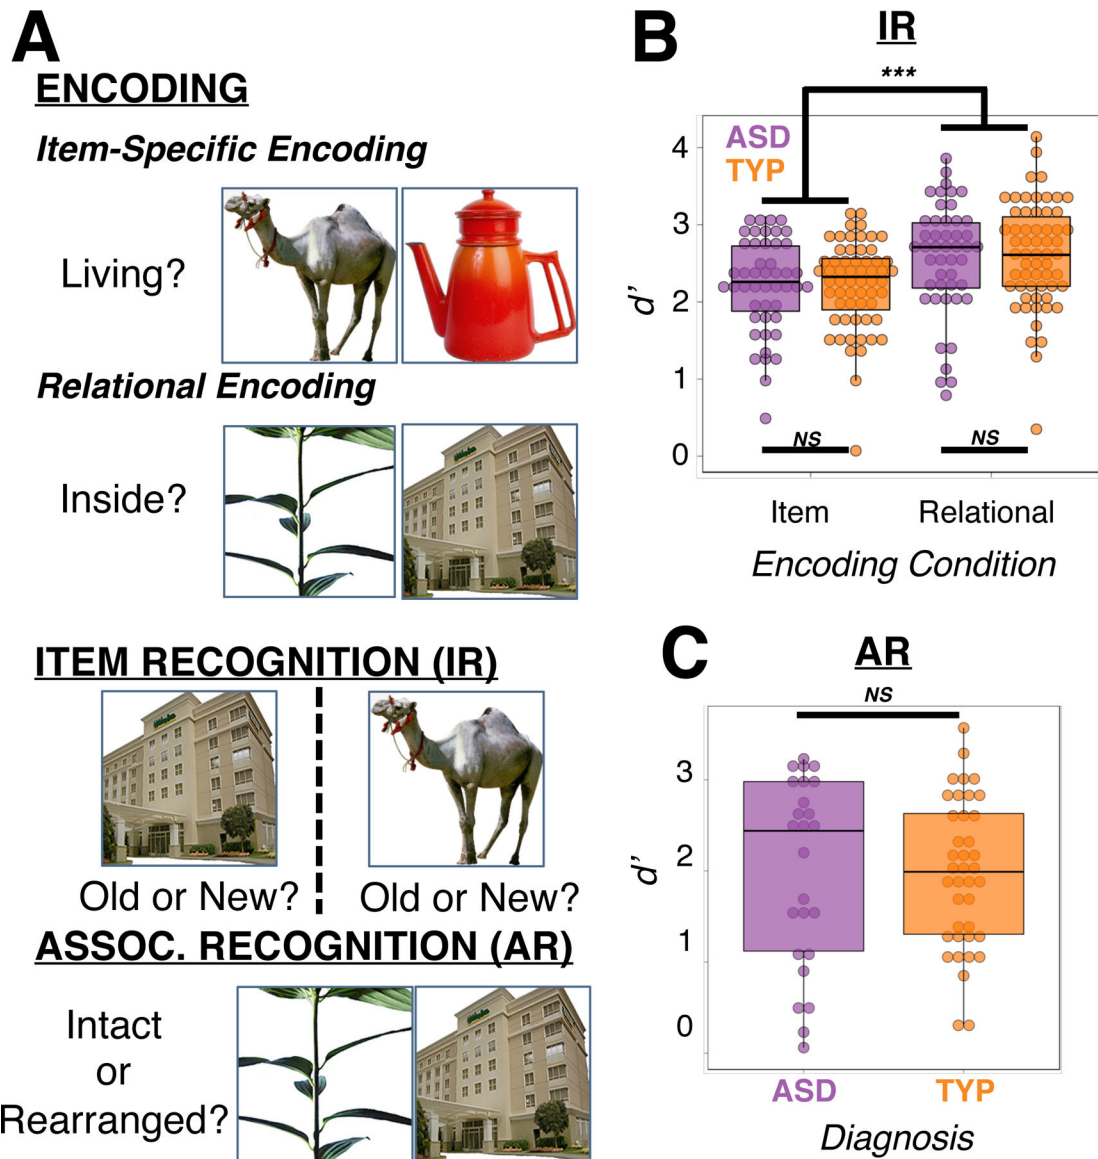 A
ENCODING
Item-Specific Encoding
Living?
Relational Encoding
Inside?
ITEM RECOGNITION (IR)
Old or New?
Old or New?
ASSOC. RECOGNITION (AR)
Intact
or
Rearranged?
B
IR
***
ASD
TYP
4
3
2
1
0
d’
NS
NS
Item
Relational
Encoding Condition
C
AR
NS
3
2
1
0
d’
ASD
TYP
Diagnosis